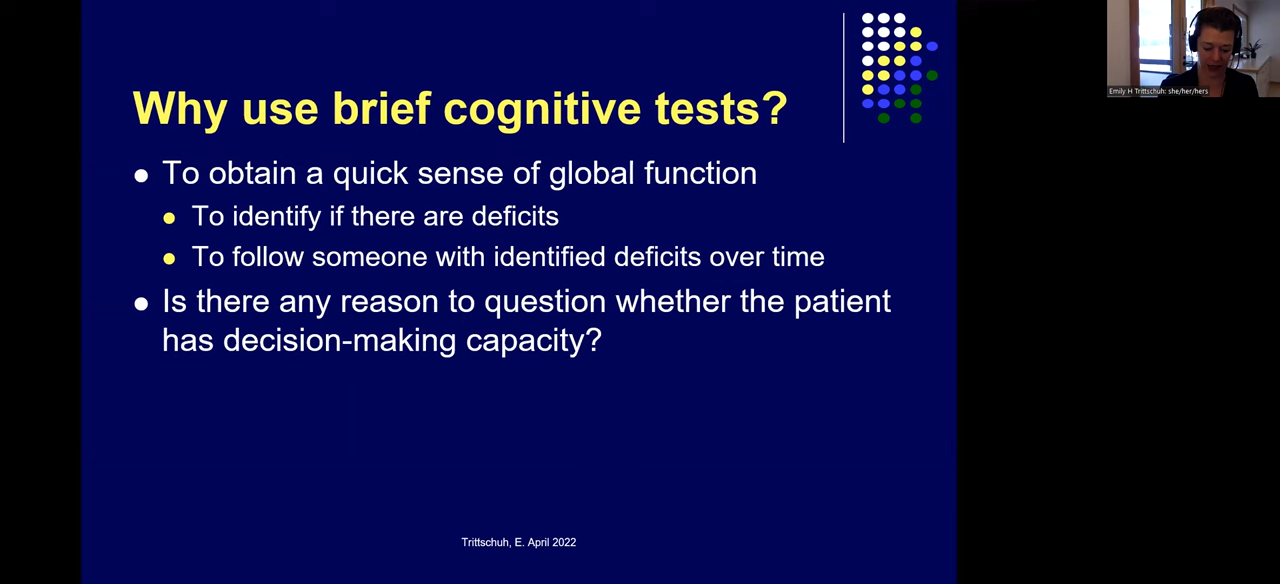 Why use brief cognitive tests?
To obtain a quick sense of global function
To identify if there are deficits
To follow someone with identified deficits over time
Is there any reason to question whether the patient
has decision-making capacity?
Trittschuh, E. April 2022
Emily H Trittschuh: she/her/hers